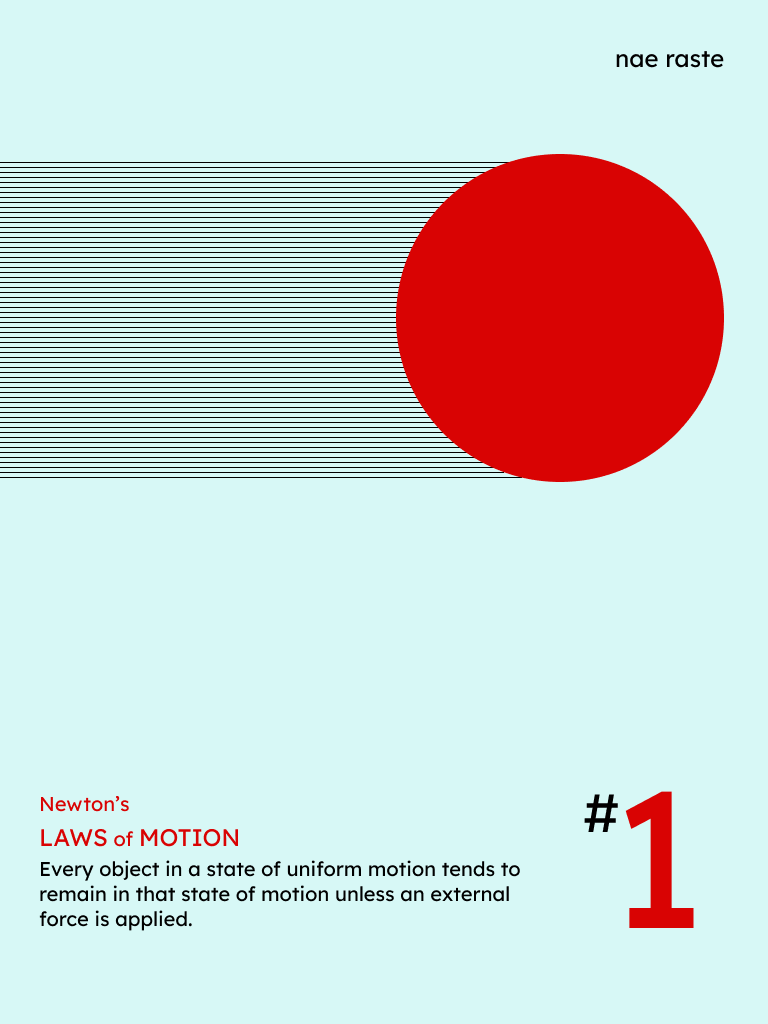 nae raste
Newton’s
LAWS of MOTION
Every object in a state of uniform motion tends to
remain in that state of motion unless an external
force is applied.
#1